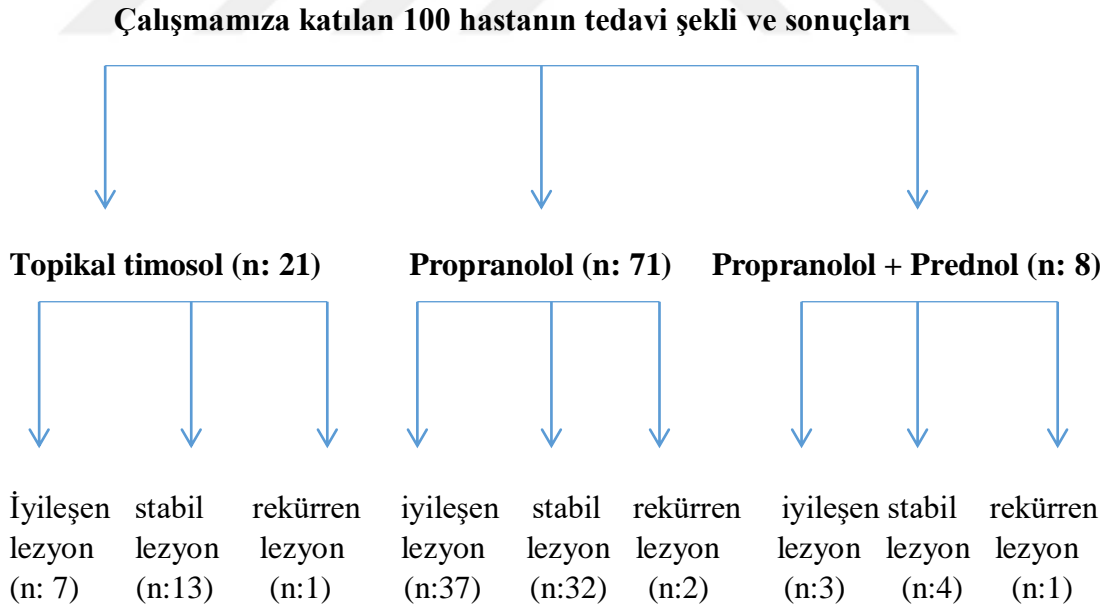 Çalışmamıza katılan 100 hastanın tedavi şekli ve sonuçları
Topikal timosol (n: 21) Propranolol (n: 71) Propranolol + Prednol (n: 8)
İyileşen stabil rekürren iyileşen stabil rekürren iyileşen stabil rekürren
lezyon lezyon lezyon lezyon lezyon lezyon lezyon lezyon lezyon
(n: 7) (n:13) (n:1) (n:37) (n:32) (n:2) (n:3) (n:4) (n:1)